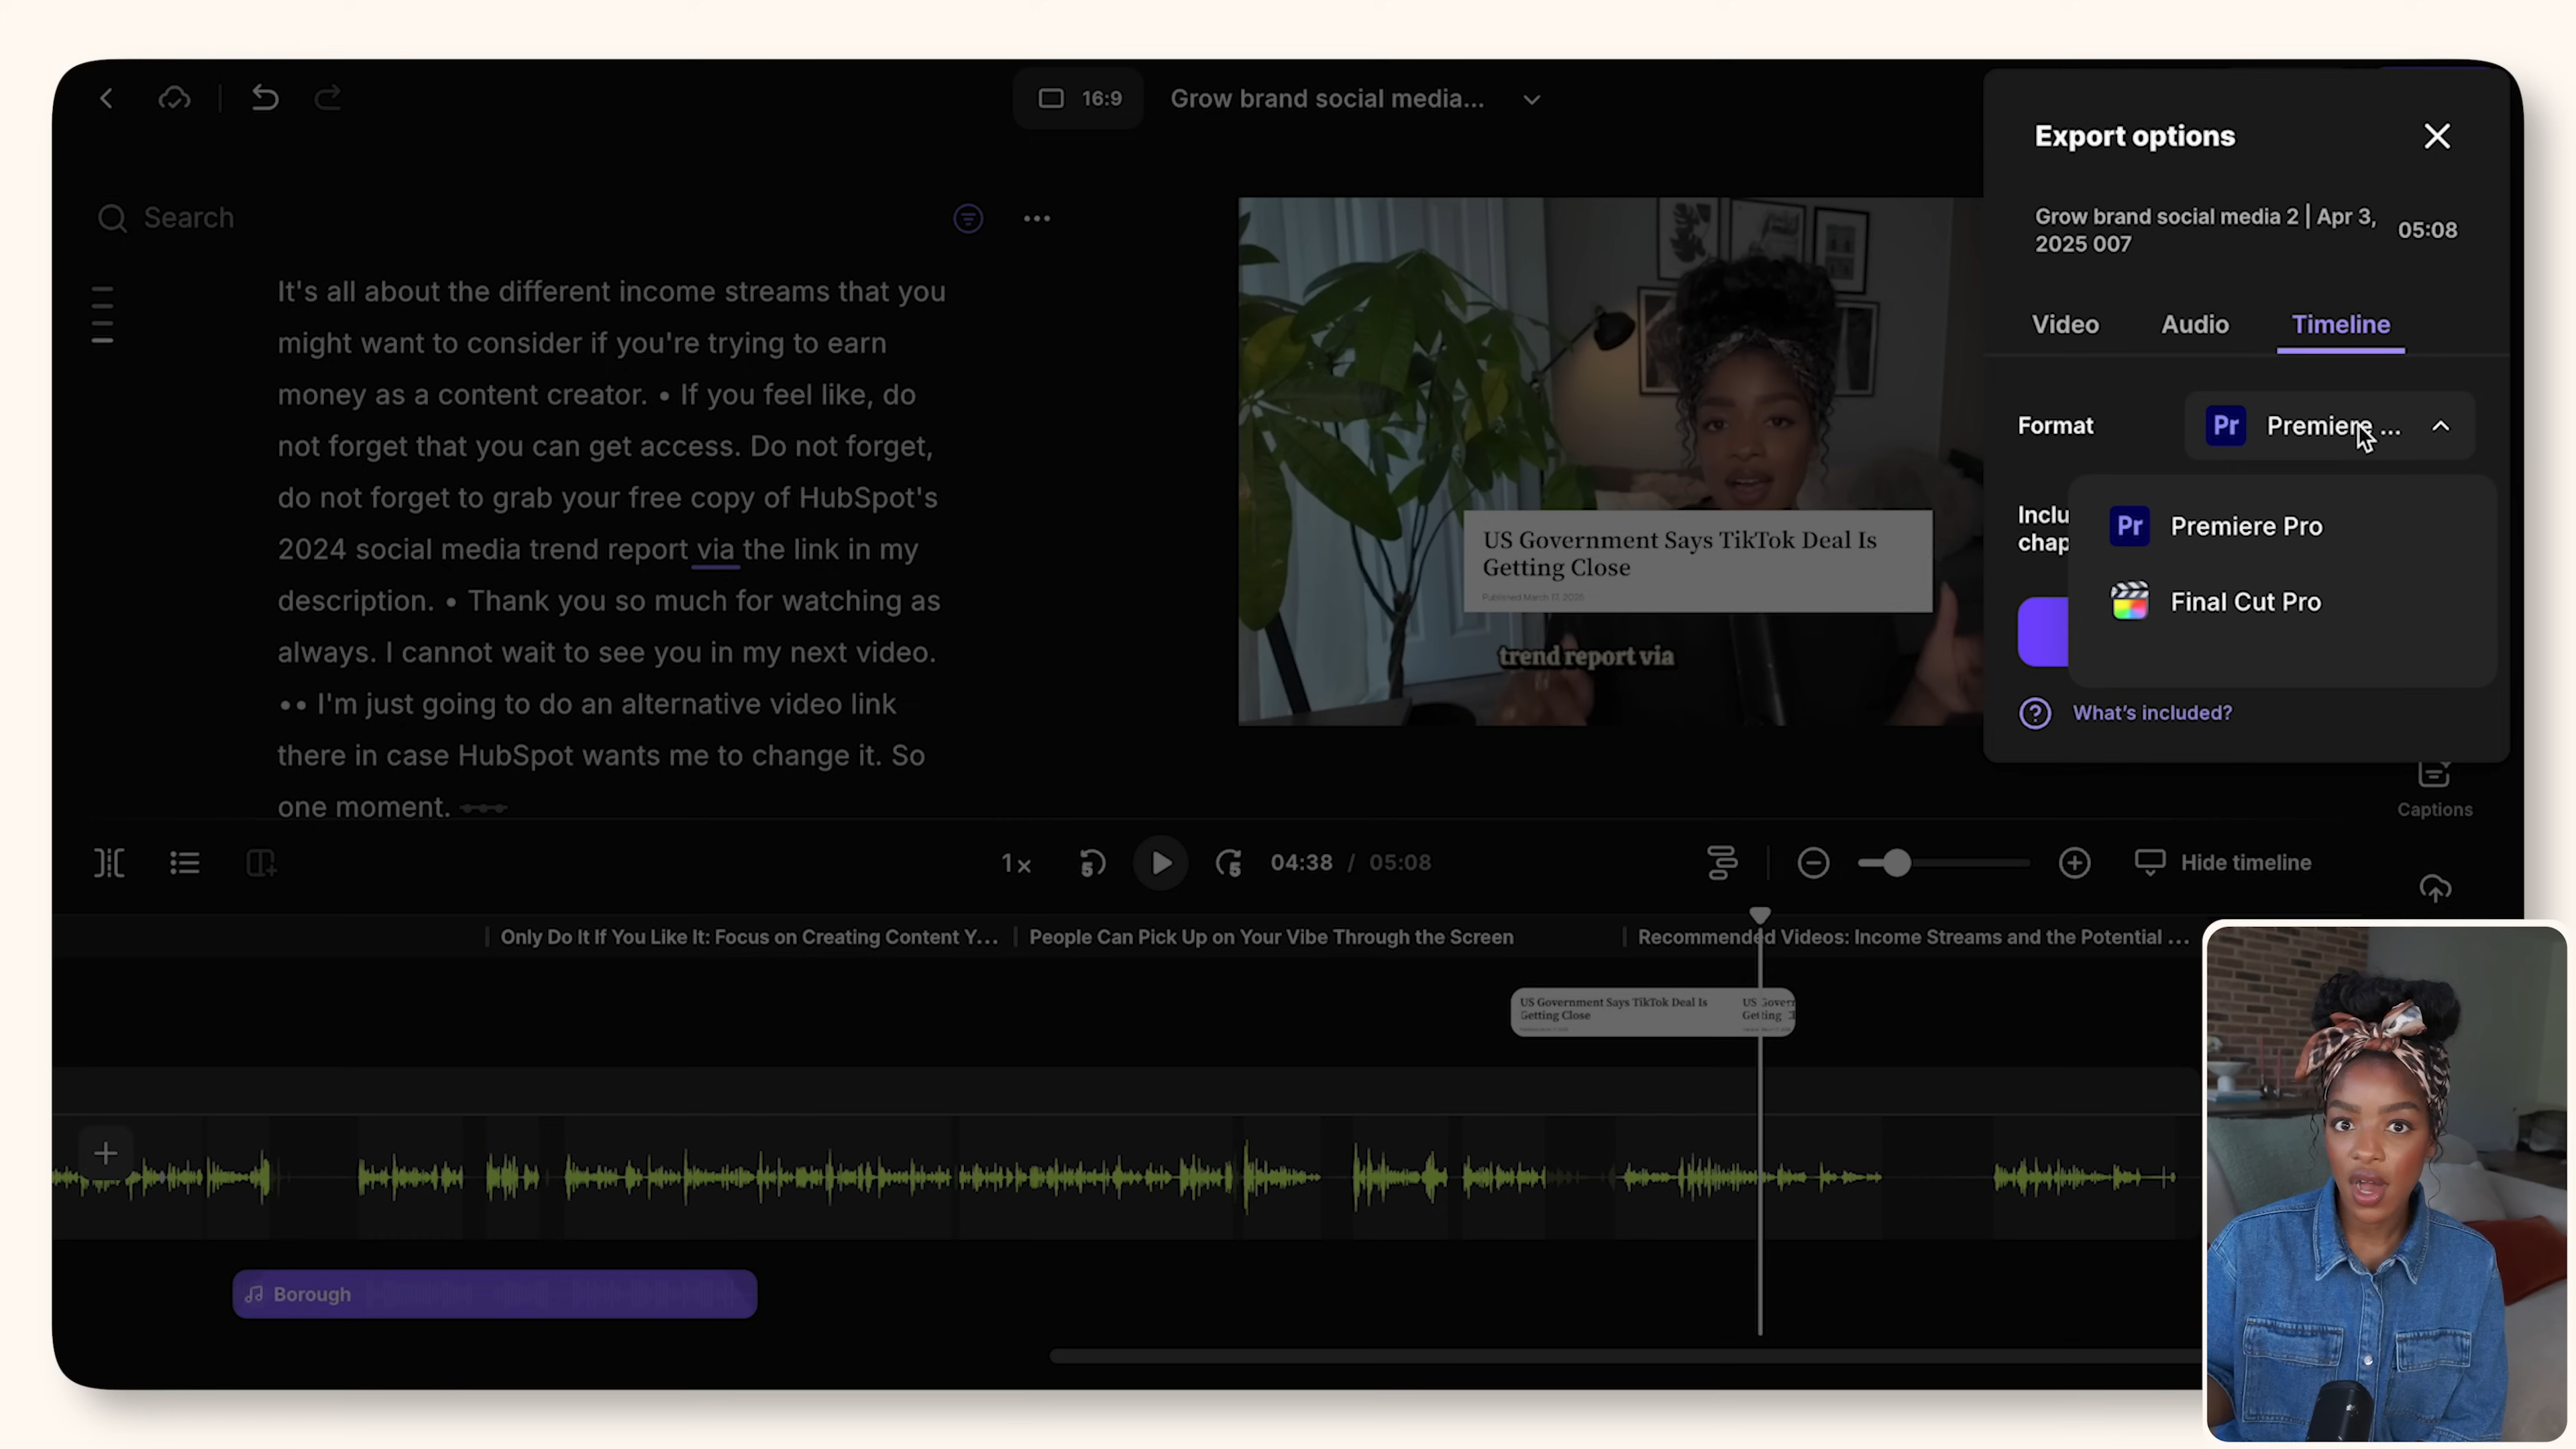 16:9
Grow brand social media...
Search
It's all about the different income streams that you
might want to consider if you're trying to earn
money as a content creator. • If you feel like, do
not forget that you can get access. Do not forget,
do not forget to grab your free copy of HubSpot's
2024 social media trend report via the link in my
description. • Thank you so much for watching as
always. I cannot wait to see you in my next video.
•• I'm just going to do an alternative video link
there in case HubSpot wants me to change it. So
one moment.
US Government Says TikTok Deal Is
Getting Close
trend report via
Export options
Grow brand social media 2 | Apr 3,
2025 007
05:08
Video Audio Timeline
Format
Pr Premiere ...
Inclu
chap
Pr Premiere Pro
Final Cut Pro
? What's included?
Captions
1x
5
5
04:38 / 05:08
Hide timeline
Only Do It If You Like It: Focus on Creating Content Y...
People Can Pick Up on Your Vibe Through the Screen
Recommended Videos: Income Streams and the Potential ...
US Government Says TikTok Deal Is
Getting Close
Borough